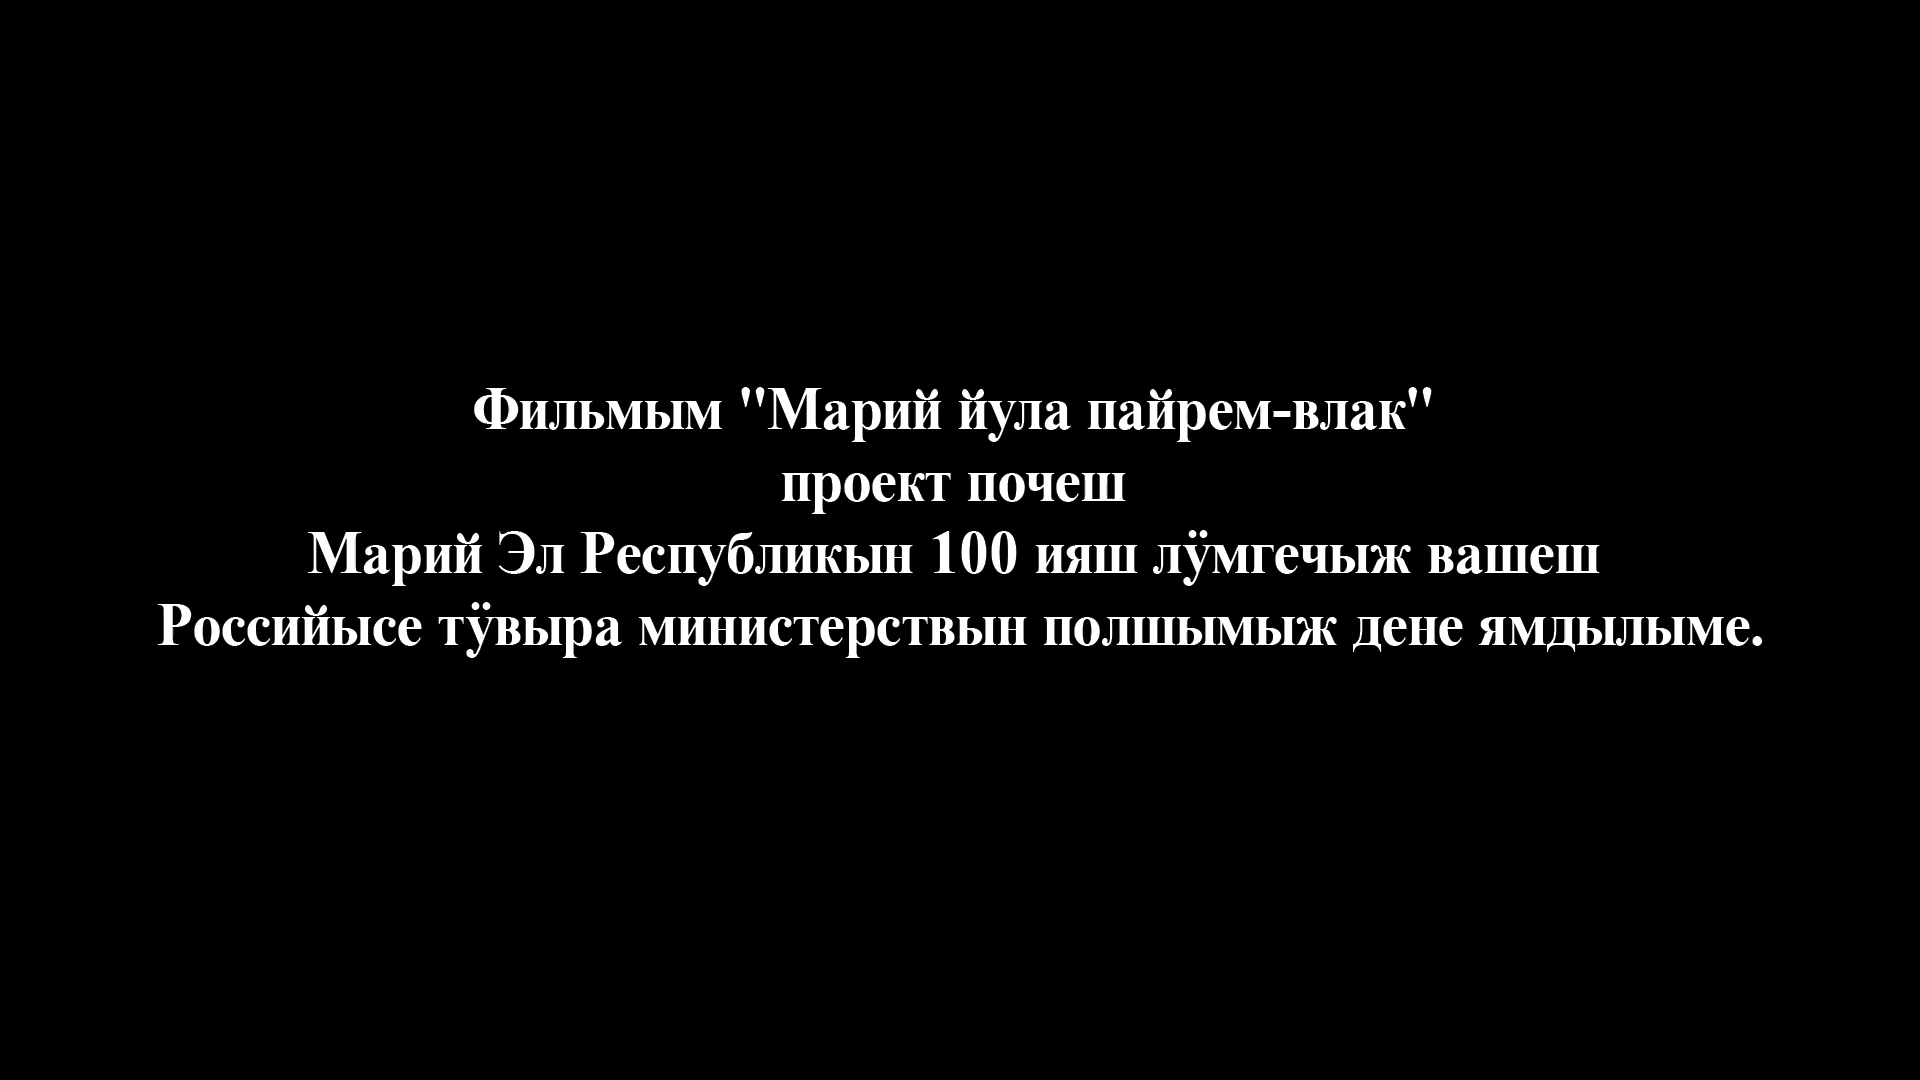 Фильмым "Марий йула пайрем-влак"
проект почеш
Марий Эл Республикын 100 ияш лӱмгечыж вашеш
Российысе тӱвыра министерствын полшымыж дене ямдылыме.